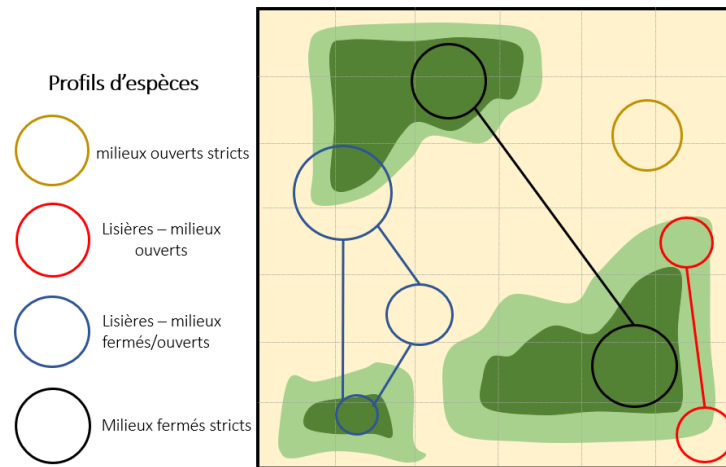 Profils d'espèces
milieux ouverts stricts
Lisières – milieux
ouverts
Lisières – milieux
fermés/ouverts
Milieux fermés stricts